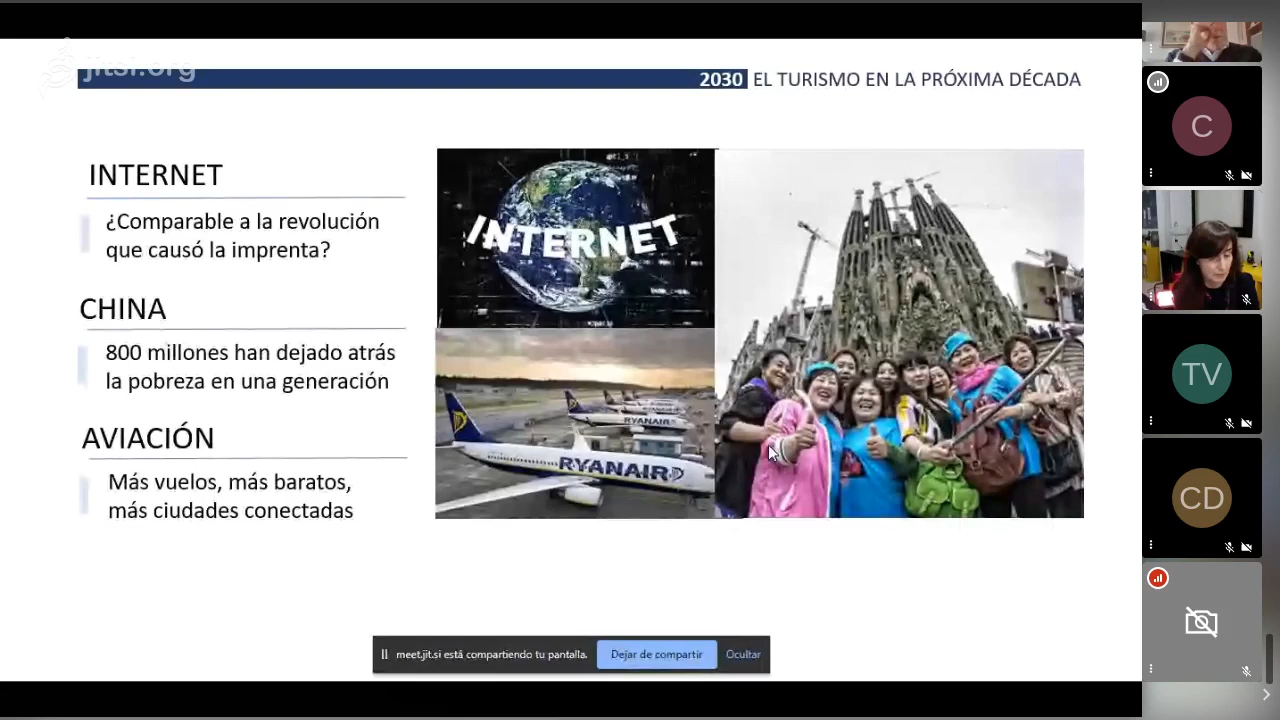 jitsi.org
2030 EL TURISMO EN LA PRÓXIMA DÉCADA
INTERNET
¿Comparable a la revolución
que causó la imprenta?
CHINA
800 millones han dejado atrás
la pobreza en una generación
AVIACIÓN
Más vuelos, más baratos,
más ciudades conectadas
INTERNET
RYANAIR
RYANAIR
meet.jit.si está compartiendo tu pantalla.
Dejar de compartir
Ocultar
C
TV
CD